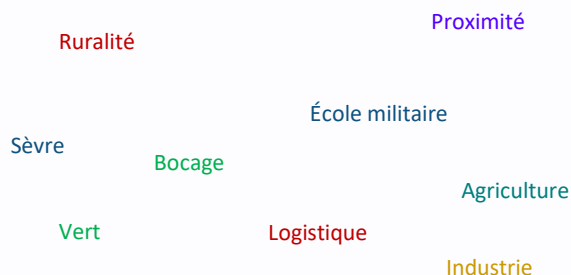 Proximité
Ruralité
École militaire
Sèvre
Bocage
Agriculture
Vert
Logistique
Industrie